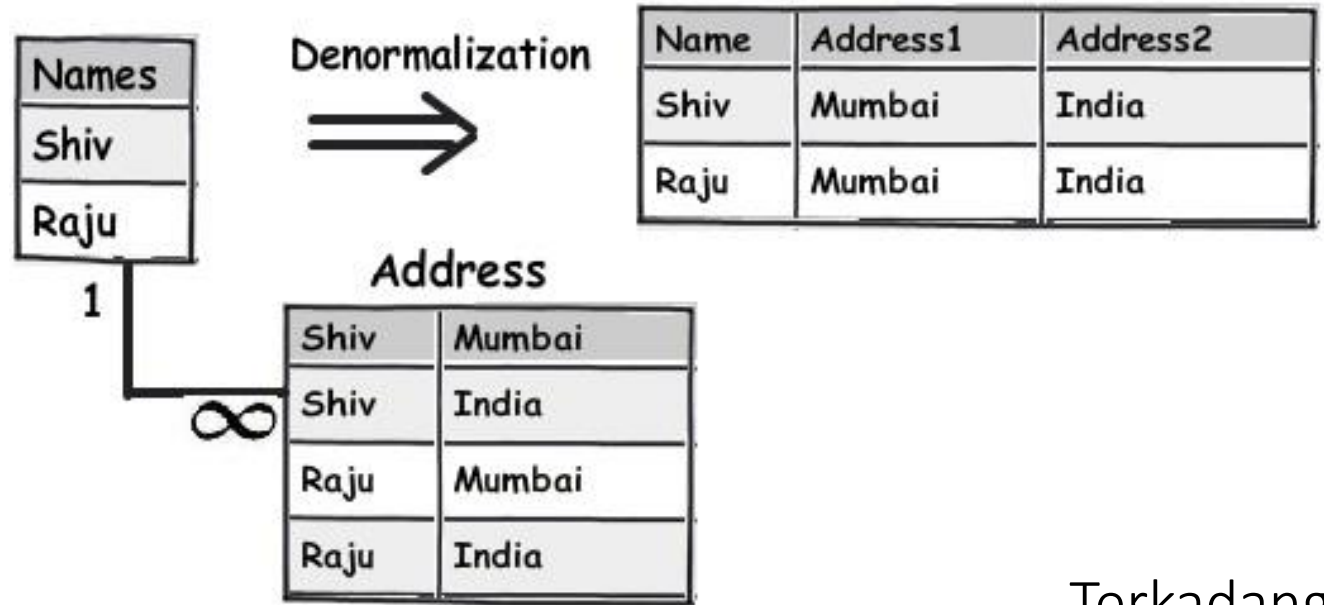 Names
Shiv
Raju
1
∞
Denormalization
Name Address1 Address2
Shiv Mumbai India
Raju Mumbai India
Address
Shiv Mumbai
Shiv India
Raju Mumbai
Raju India
Terkadang